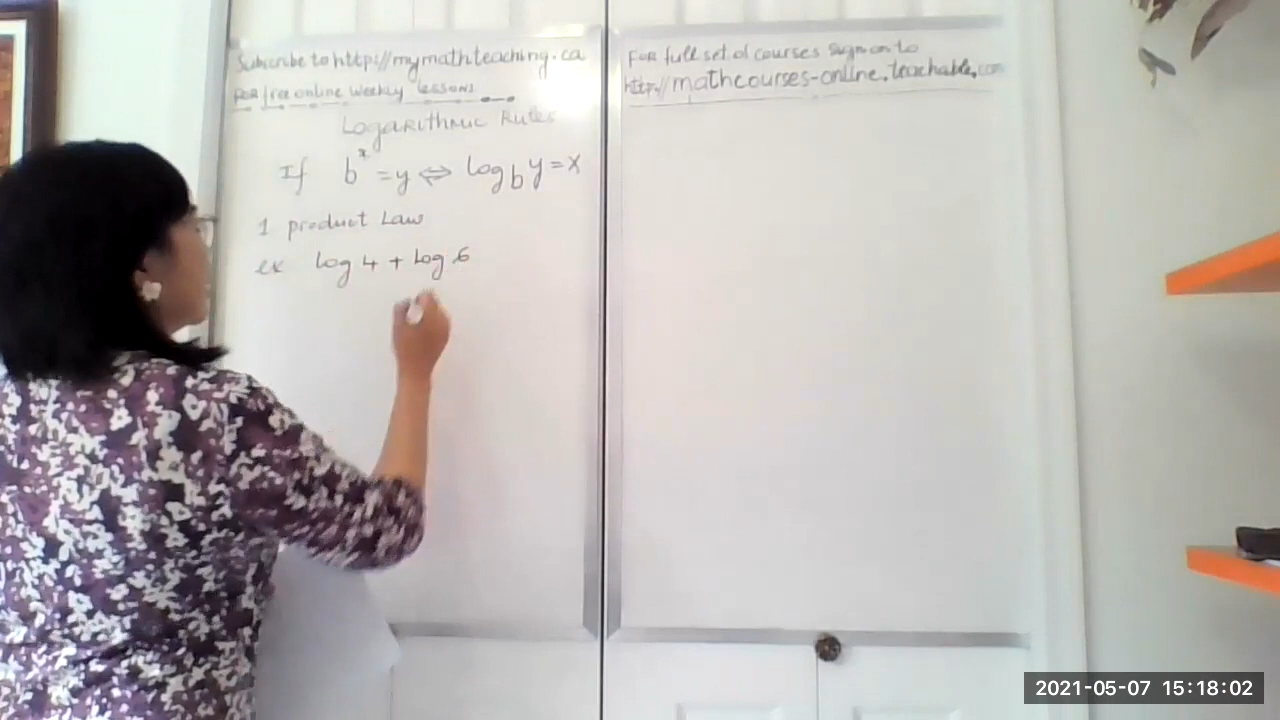 Subscribe to http://mymathteaching.ca
FOR free online weekly lessons
Logarithmic Rules
If b^x = y ⇔ log_b y = x
1 product Law
ex log 4 + log 6
FOR full set of courses sign on to
http://mathcourses-online.teachable.com
2021-05-07 15:18:02